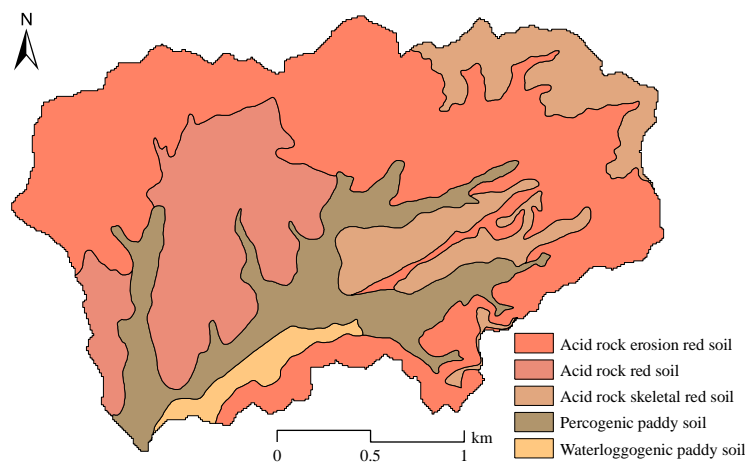 N
Acid rock erosion red soil
Acid rock red soil
Acid rock skeletal red soil
Percogenic paddy soil
Waterloggogenic paddy soil
km
0 0.5 1